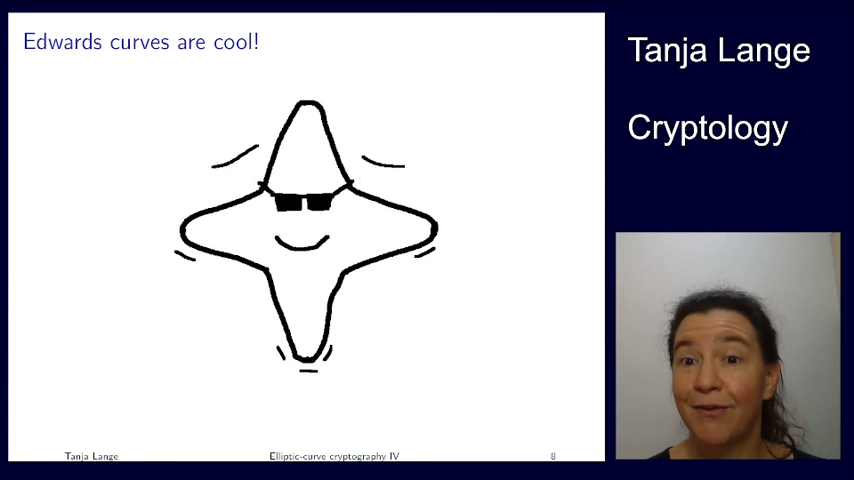 Edwards curves are cool!
Tanja Lange
Cryptology
Tanja Lange
Elliptic-curve cryptography IV
8